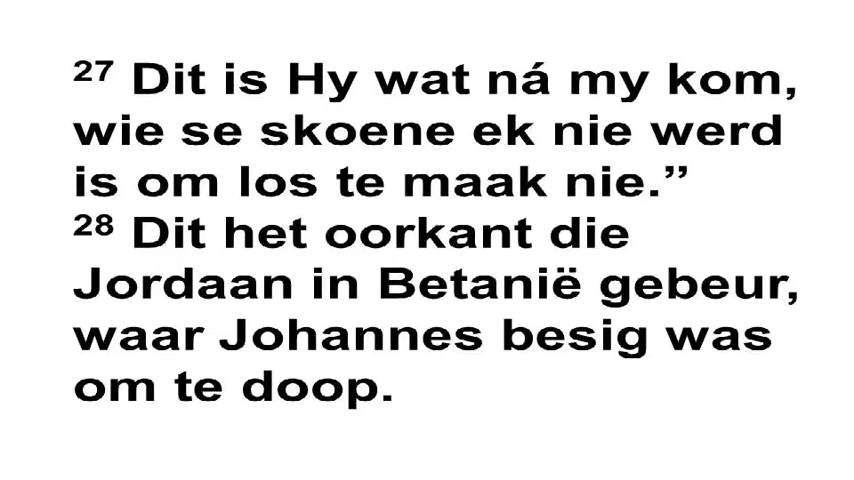 27 Dit is Hy wat ná my kom,
wie se skoene ek nie werd
is om los te maak nie.”
28 Dit het oorkant die
Jordaan in Betanië gebeur,
waar Johannes besig was
om te doop.